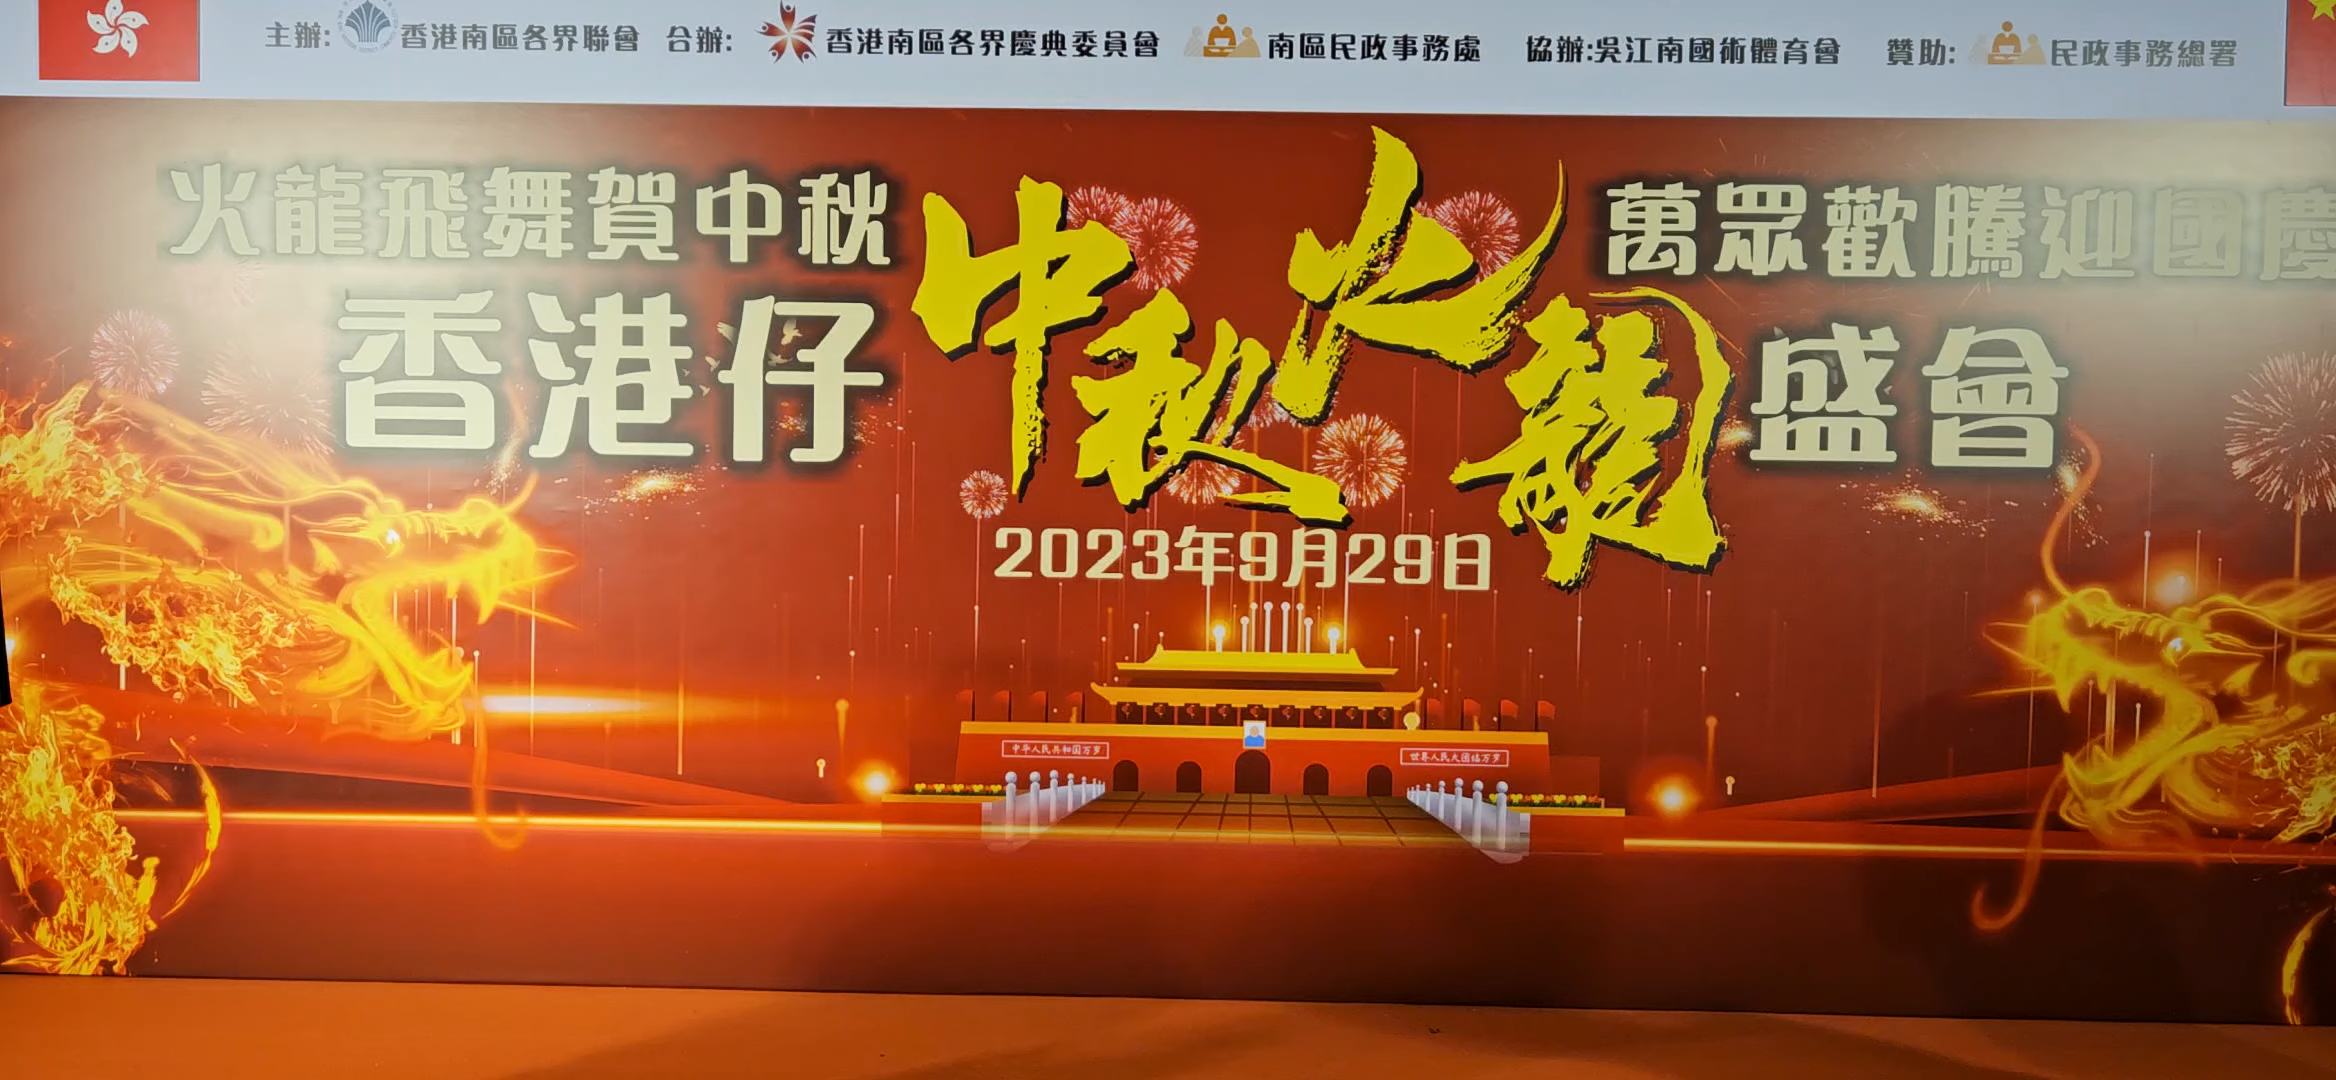 主辦: 香港南區各界聯會 合辦: 香港南區各界慶典委員會 南區民政事務處 協辦:吳江南國術體育會 贊助: 民政事務總署
火龍飛舞賀中秋 萬眾歡騰迎國慶
香港仔中秋火龍盛會
2023年9月29日
中华人民共和国万岁 世界人民大团结万岁